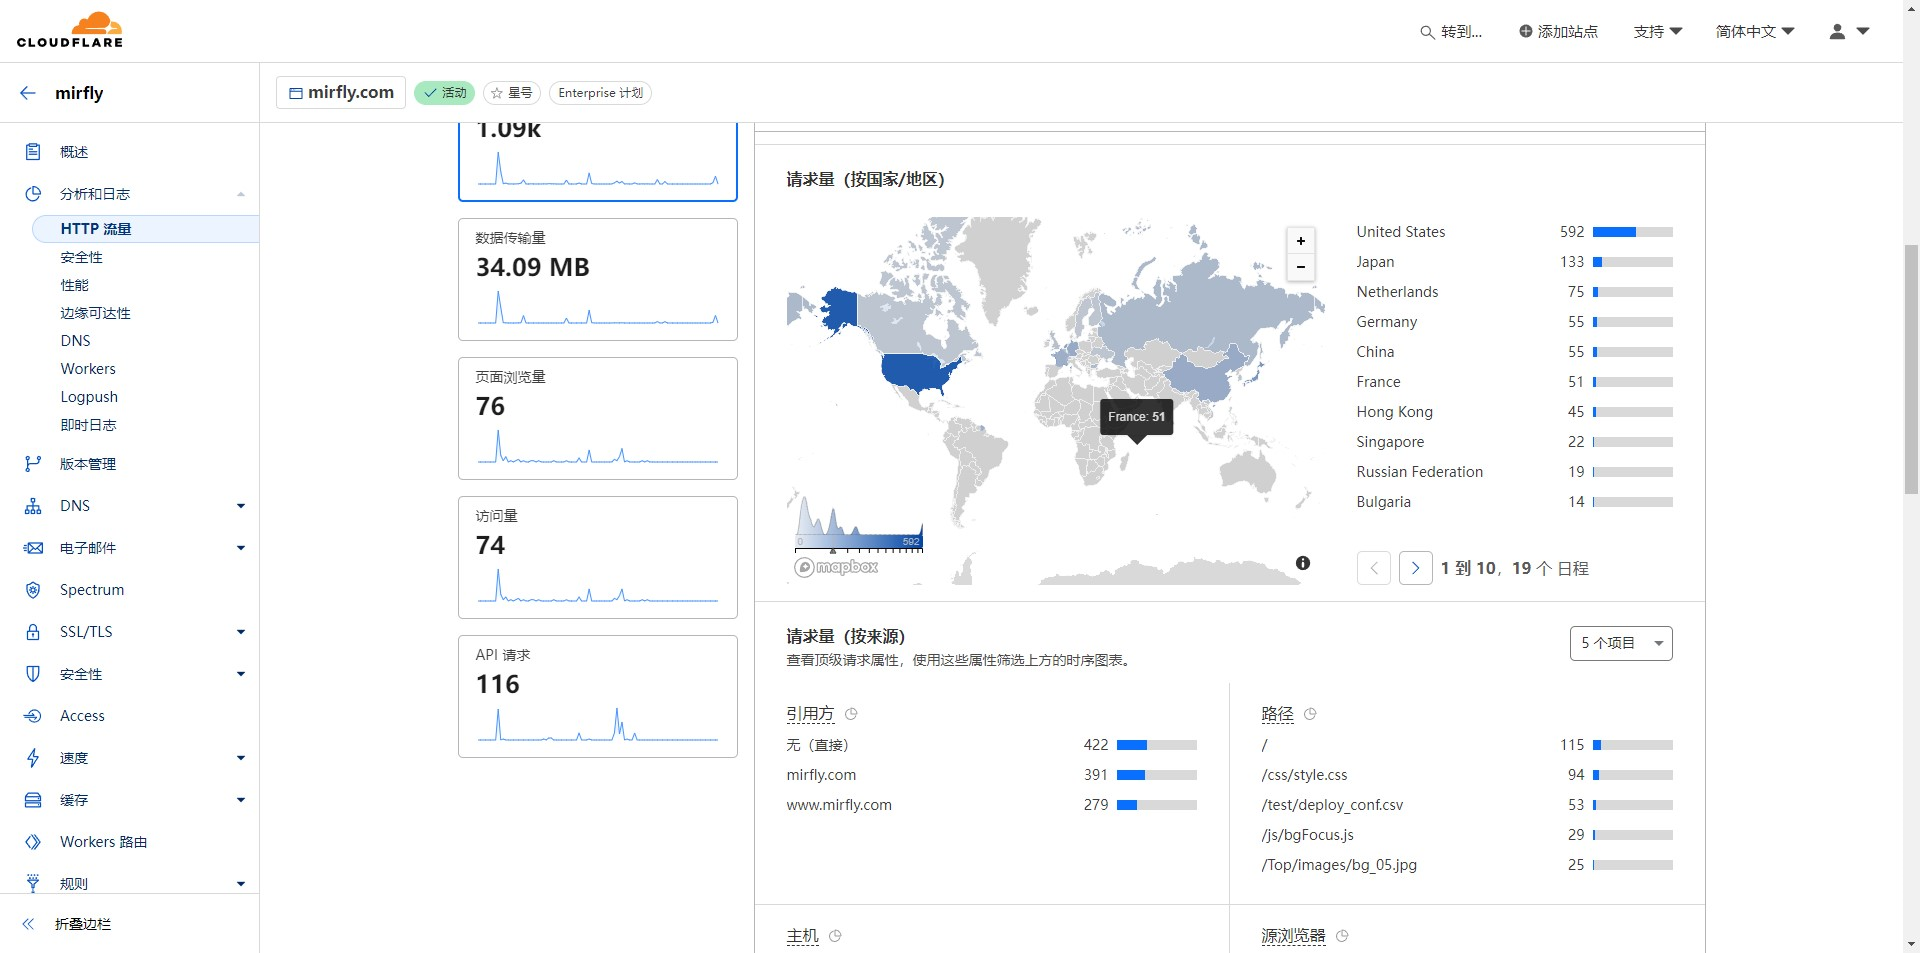 CLOUDFLARE
转到...
添加站点
支持
简体中文
mirfly
mirfly.com
活动
星号
Enterprise 计划
概述
分析和日志
HTTP 流量
安全性
性能
边缘可达性
DNS
Workers
Logpush
即时日志
版本管理
DNS
电子邮件
Spectrum
SSL/TLS
安全性
Access
速度
缓存
Workers 路由
规则
折叠边栏
1.09k
数据传输量
34.09 MB
页面浏览量
76
访问量
74
API 请求
116
请求量（按国家/地区）
+
−
France: 51
0 592
mapbox
United States 592
Japan 133
Netherlands 75
Germany 55
China 55
France 51
Hong Kong 45
Singapore 22
Russian Federation 19
Bulgaria 14
1 到 10，19 个 日程
请求量（按来源）
查看顶级请求属性，使用这些属性筛选上方的时序图表。
5 个项目
引用方
无（直接） 422
mirfly.com 391
www.mirfly.com 279
路径
/ 115
/css/style.css 94
/test/deploy_conf.csv 53
/js/bgFocus.js 29
/Top/images/bg_05.jpg 25
主机
源浏览器